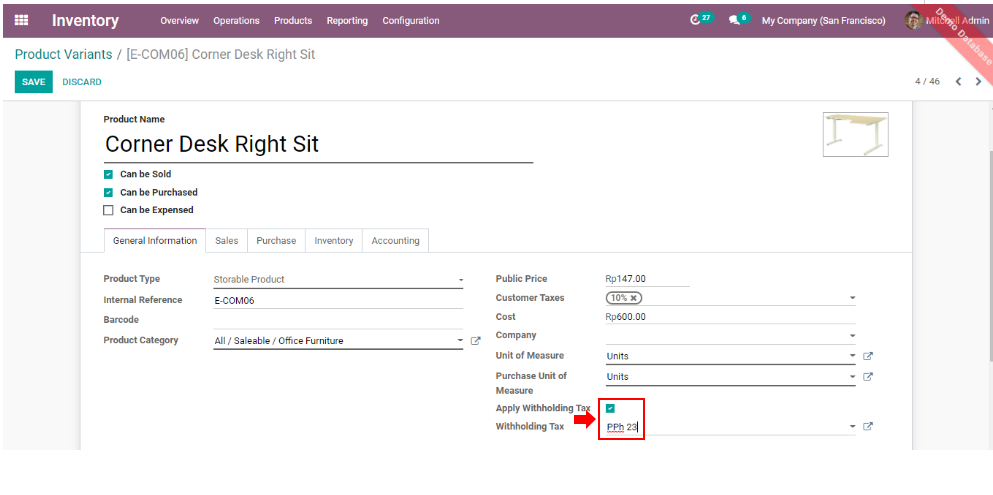 Inventory Overview Operations Products Reporting Configuration 27 6 My Company (San Francisco) Mitchell Admin
Demo Database
Product Variants / [E-COM06] Corner Desk Right Sit
SAVE DISCARD 4 / 46
Product Name
Corner Desk Right Sit
Can be Sold
Can be Purchased
Can be Expensed
General Information Sales Purchase Inventory Accounting
Product Type Storable Product
Internal Reference E-COM06
Barcode
Product Category All / Saleable / Office Furniture
Public Price Rp147.00
Customer Taxes 10%
Cost Rp600.00
Company
Unit of Measure Units
Purchase Unit of Units
Measure
Apply Withholding Tax
Withholding Tax PPh 23